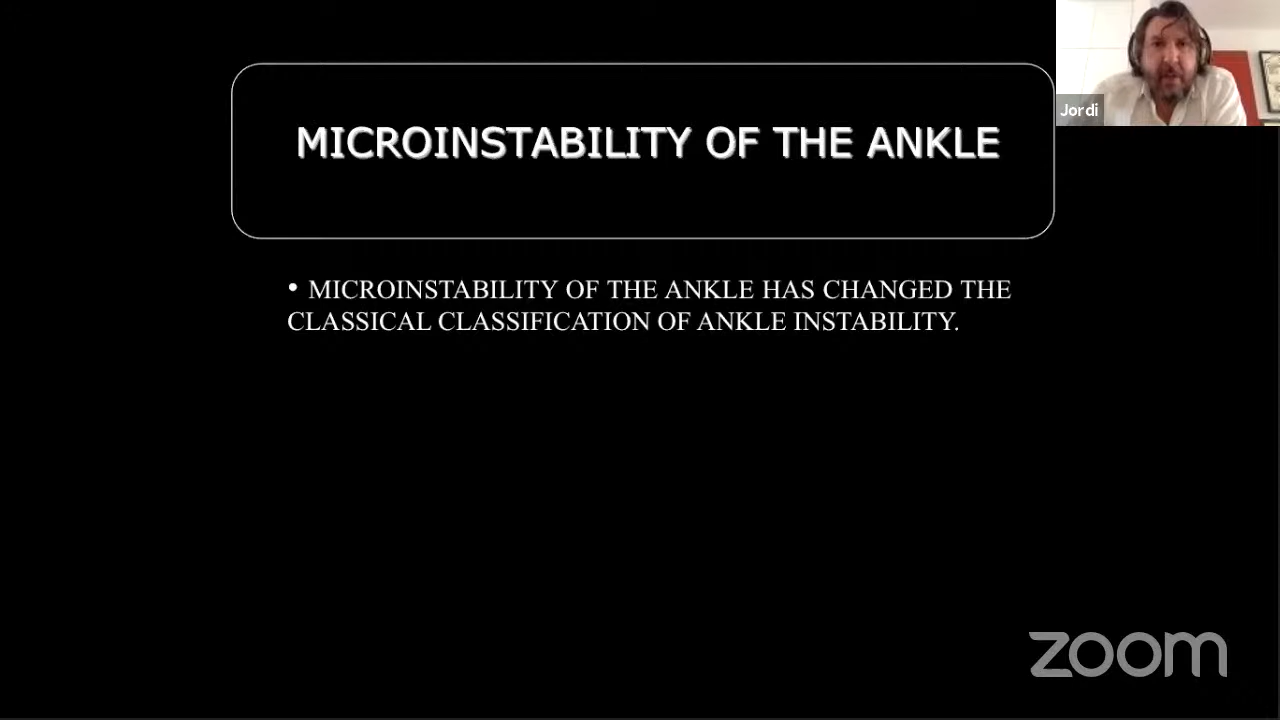 MICROINSTABILITY OF THE ANKLE
• MICROINSTABILITY OF THE ANKLE HAS CHANGED THE
CLASSICAL CLASSIFICATION OF ANKLE INSTABILITY.
Jordi
zoom